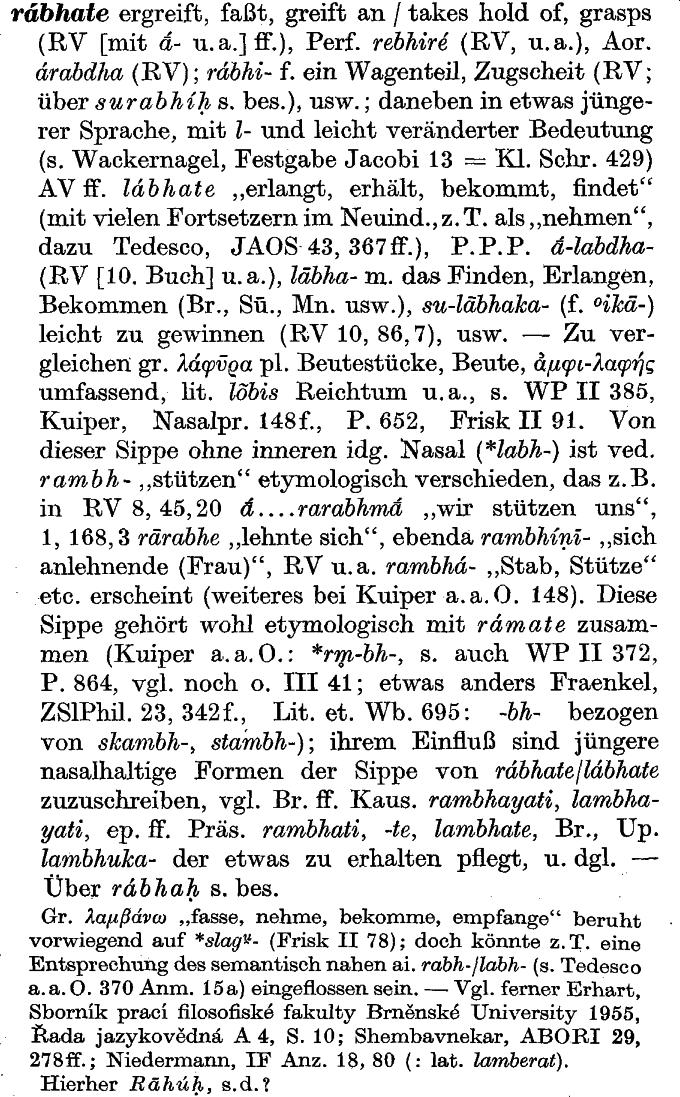 rábhate ergreift, faßt, greift an / takes hold of, grasps
(RV [mit ā́- u. a.] ff.), Perf. rebhiré (RV, u. a.), Aor.
árabdha (RV); rábhi- f. ein Wagenteil, Zugscheit (RV;
über surabhíḥ s. bes.), usw.; daneben in etwas jünge-
rer Sprache, mit l- und leicht veränderter Bedeutung
(s. Wackernagel, Festgabe Jacobi 13 = Kl. Schr. 429)
AV ff. lábhate „erlangt, erhält, bekommt, findet“
(mit vielen Fortsetzern im Neuind., z. T. als „nehmen“,
dazu Tedesco, JAOS 43, 367ff.), P.P.P. ā́-labdha-
(RV [10. Buch] u. a.), lābha- m. das Finden, Erlangen,
Bekommen (Br., Sū., Mn. usw.), su-lābhaka- (f. °ikā-)
leicht zu gewinnen (RV 10, 86,7), usw. — Zu ver-
gleichen gr. λάφῡρα pl. Beutestücke, Beute, ἀμφι-λαφής
umfassend, lit. lõbis Reichtum u. a., s. WP II 385,
Kuiper, Nasalpr. 148f., P. 652, Frisk II 91. Von
dieser Sippe ohne inneren idg. Nasal (*labh-) ist ved.
rambh- „stützen“ etymologisch verschieden, das z. B.
in RV 8, 45,20 ā́....rarabhmā́ „wir stützen uns“,
1, 168,3 rārabhe „lehnte sich“, ebenda rambhíṇī- „sich
anlehnende (Frau)“, RV u. a. rambhá- „Stab, Stütze“
etc. erscheint (weiteres bei Kuiper a. a. O. 148). Diese
Sippe gehört wohl etymologisch mit rámate zusam-
men (Kuiper a. a. O.: *rm̥-bh-, s. auch WP II 372,
P. 864, vgl. noch o. III 41; etwas anders Fraenkel,
ZSlPhil. 23, 342f., Lit. et. Wb. 695: -bh- bezogen
von skambh-, stambh-); ihrem Einfluß sind jüngere
nasalhaltige Formen der Sippe von rábhate/lábhate
zuzuschreiben, vgl. Br. ff. Kaus. rambhayati, lambha-
yati, ep. ff. Präs. rambhati, -te, lambhate, Br., Up.
lambhuka- der etwas zu erhalten pflegt, u. dgl. —
Über rábhaḥ s. bes.
Gr. λαμβάνω „fasse, nehme, bekomme, empfange“ beruht
vorwiegend auf *slagᵘ̯- (Frisk II 78); doch könnte z. T. eine
Entsprechung des semantisch nahen ai. rabh-/labh- (s. Tedesco
a. a. O. 370 Anm. 15a) eingeflossen sein. — Vgl. ferner Erhart,
Sborník prací filosofiské fakulty Brněnské University 1955,
Řada jazykovědná A 4, S. 10; Shembavnekar, ABORI 29,
278ff.; Niedermann, IF Anz. 18, 80 (: lat. lamberat).
Hierher Rāhúḥ, s. d.?